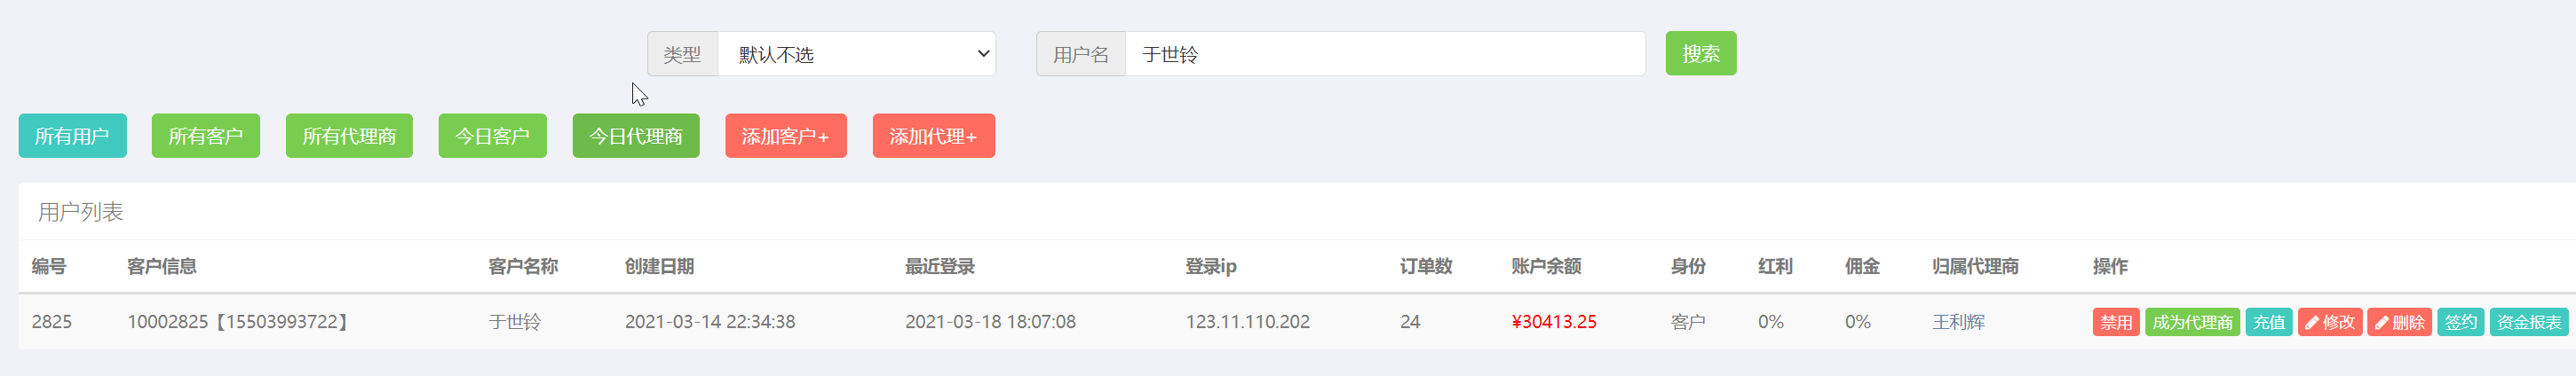 类型 默认不选 用户名 于世铃 搜索
所有用户 所有客户 所有代理商 今日客户 今日代理商 添加客户+ 添加代理+
用户列表
编号 客户信息 客户名称 创建日期 最近登录 登录ip 订单数 账户余额 身份 红利 佣金 归属代理商 操作
2825 10002825【15503993722】 于世铃 2021-03-14 22:34:38 2021-03-18 18:07:08 123.11.110.202 24 ¥30413.25 客户 0% 0% 王利辉 禁用 成为代理商 充值 修改 删除 签约 资金报表